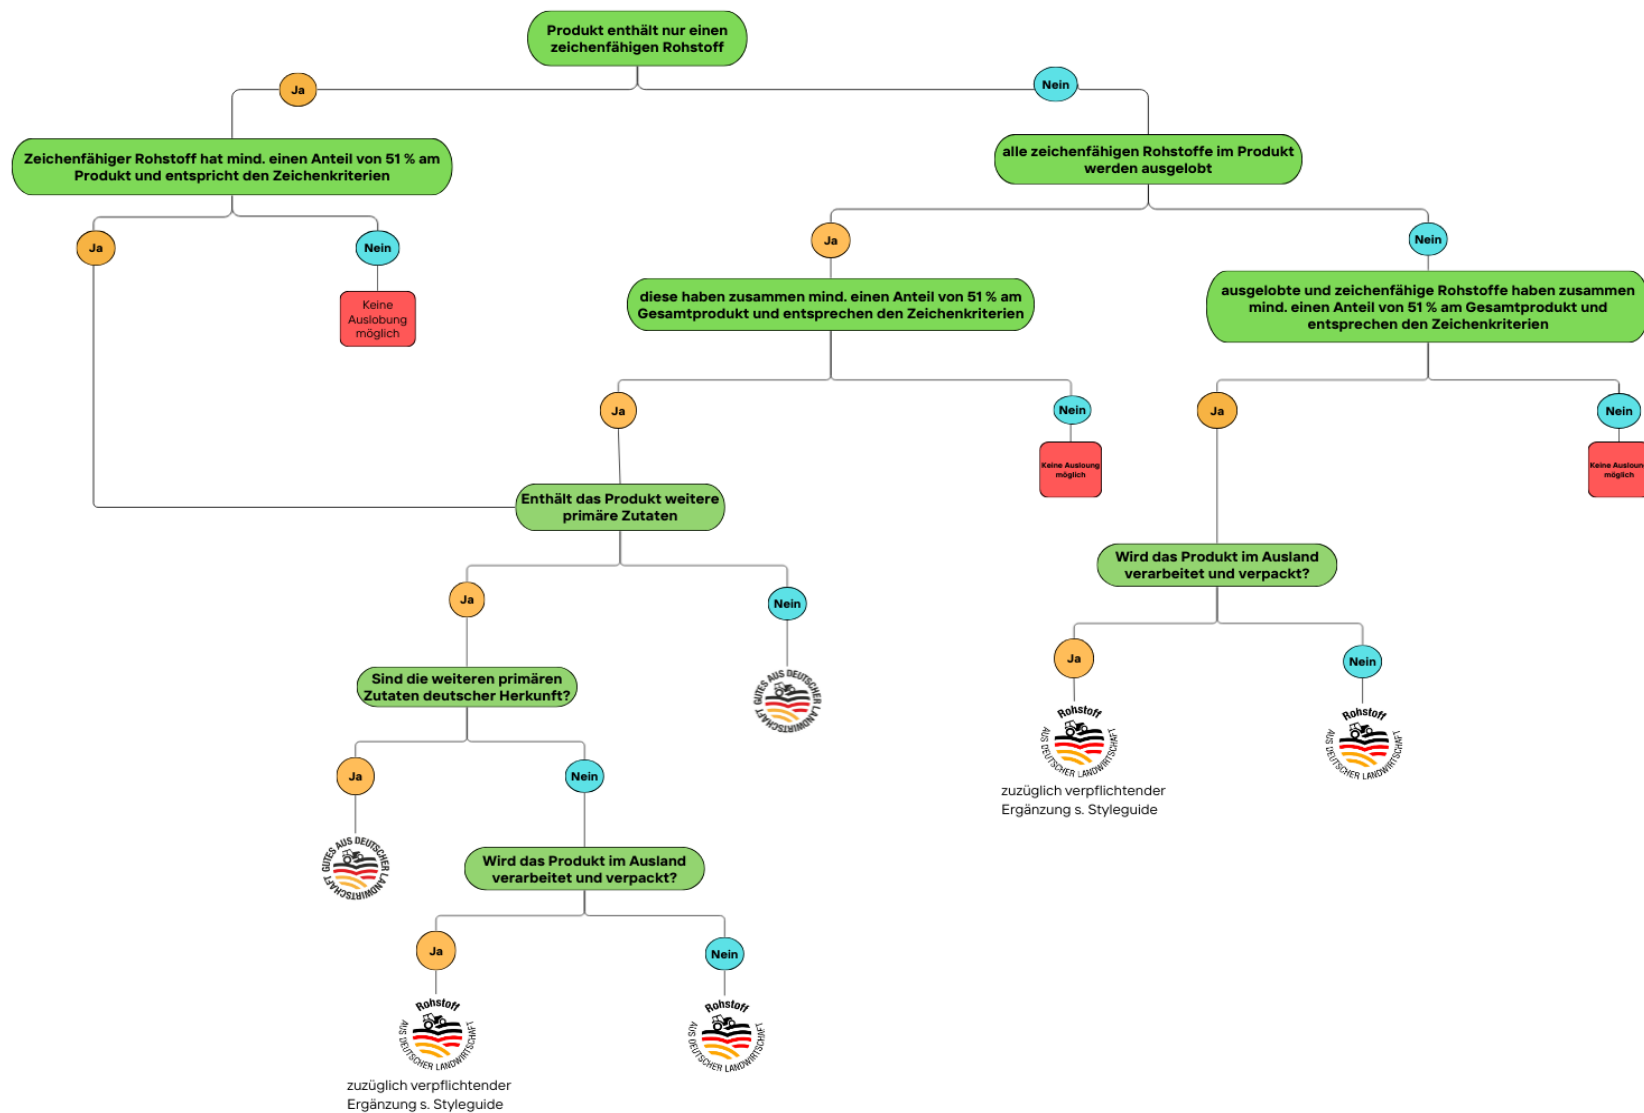 Produkt enthält nur einen
zeichenfähigen Rohstoff
Ja
Nein
Zeichenfähiger Rohstoff hat mind. einen Anteil von 51 % am
Produkt und entspricht den Zeichenkriterien
alle zeichenfähigen Rohstoffe im Produkt
werden ausgelobt
Ja
Nein
Ja
Nein
Keine
Auslobung
möglich
diese haben zusammen mind. einen Anteil von 51 % am
Gesamtprodukt und entsprechen den Zeichenkriterien
ausgelobte und zeichenfähige Rohstoffe haben zusammen
mind. einen Anteil von 51 % am Gesamtprodukt und
entsprechen den Zeichenkriterien
Ja
Nein
Ja
Nein
Keine Ausloung
möglich
Keine Ausloun
möglich
Enthält das Produkt weitere
primäre Zutaten
Wird das Produkt im Ausland
verarbeitet und verpackt?
Ja
Nein
Ja
Nein
Sind die weiteren primären
Zutaten deutscher Herkunft?
GUTES AUS DEUTSCHER LANDWIRTSCHAFT
Rohstoff
AUS DEUTSCHER LANDWIRTSCHAFT
Rohstoff
AUS DEUTSCHER LANDWIRTSCHAFT
zuzüglich verpflichtender
Ergänzung s. Styleguide
Ja
Nein
GUTES AUS DEUTSCHER LANDWIRTSCHAFT
Wird das Produkt im Ausland
verarbeitet und verpackt?
Ja
Nein
Rohstoff
AUS DEUTSCHER LANDWIRTSCHAFT
Rohstoff
AUS DEUTSCHER LANDWIRTSCHAFT
zuzüglich verpflichtender
Ergänzung s. Styleguide